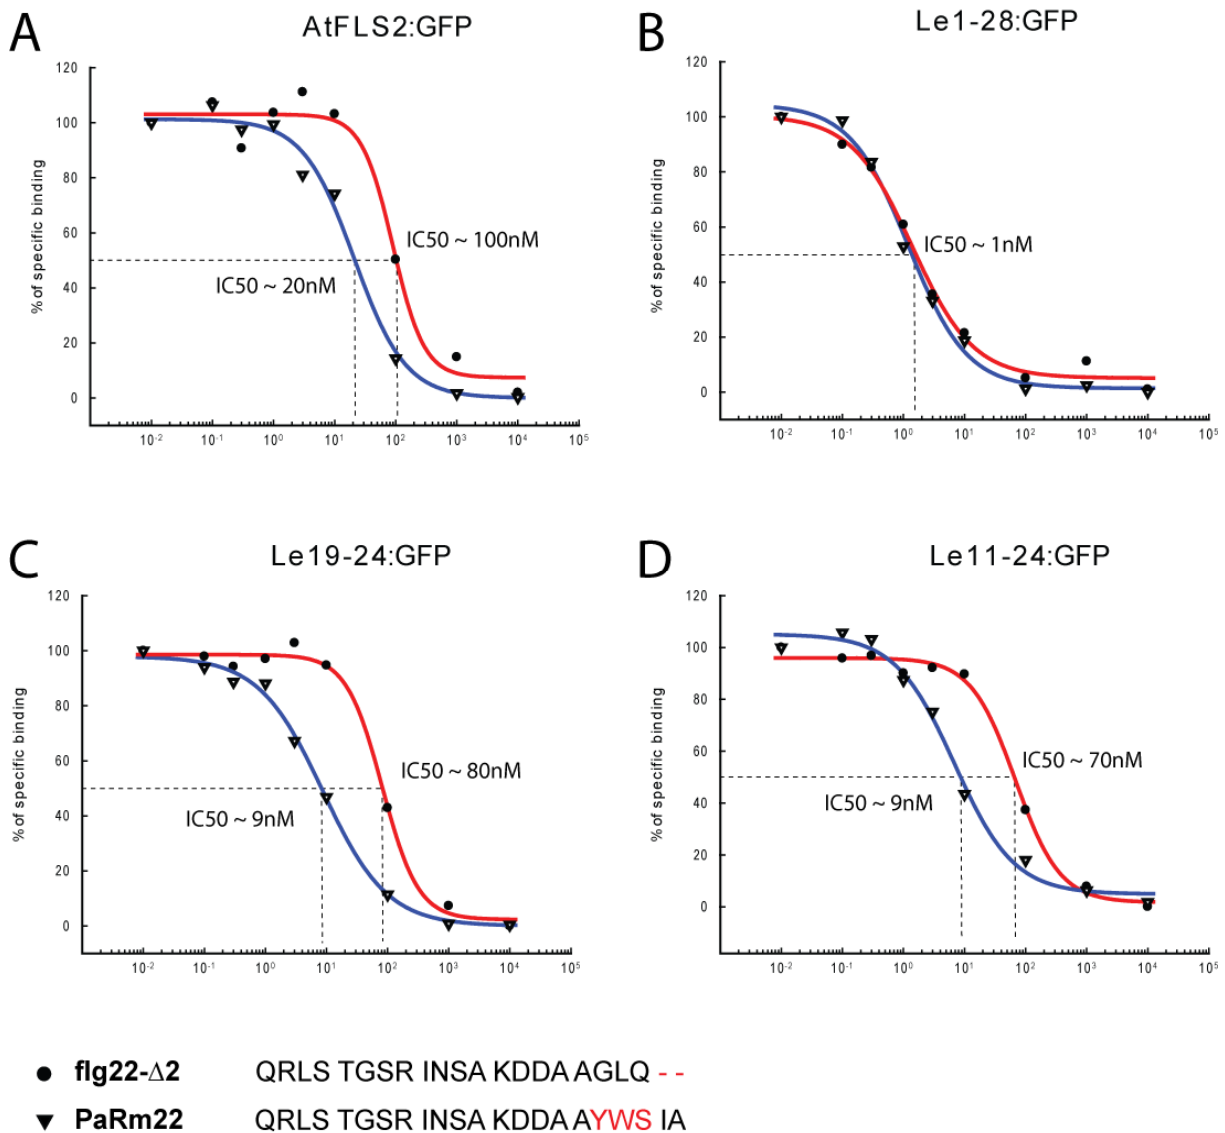 A
AtFLS2:GFP
% of specific binding
120
100
80
60
40
20
0
IC50 ~ 100nM
IC50 ~ 20nM
10-2 10-1 100 101 102 103 104 105
B
Le1-28:GFP
% of specific binding
120
100
80
60
40
20
0
IC50 ~ 1nM
10-2 10-1 100 101 102 103 104 105
C
Le19-24:GFP
% of specific binding
120
100
80
60
40
20
0
IC50 ~ 80nM
IC50 ~ 9nM
10-2 10-1 100 101 102 103 104 105
D
Le11-24:GFP
% of specific binding
120
100
80
60
40
20
0
IC50 ~ 70nM
IC50 ~ 9nM
10-2 10-1 100 101 102 103 104 105
flg22-Δ2 QRLS TGSR INSA KDDA AGLQ - -
PaRm22 QRLS TGSR INSA KDDA AYWS IA